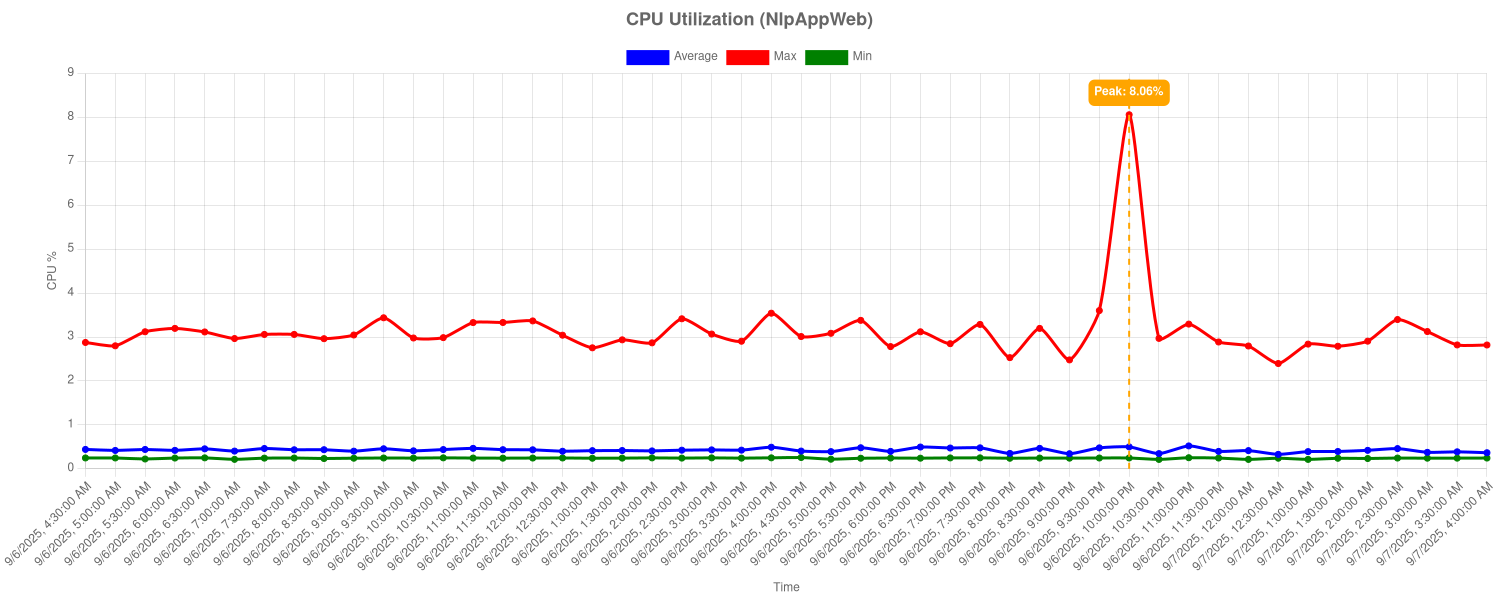 CPU Utilization (NlpAppWeb)
Average Max Min
Peak: 8.06%
CPU %
9
8
7
6
5
4
3
2
1
0
9/6/2025, 4:30:00 AM
9/6/2025, 5:00:00 AM
9/6/2025, 5:30:00 AM
9/6/2025, 6:00:00 AM
9/6/2025, 6:30:00 AM
9/6/2025, 7:00:00 AM
9/6/2025, 7:30:00 AM
9/6/2025, 8:00:00 AM
9/6/2025, 8:30:00 AM
9/6/2025, 9:00:00 AM
9/6/2025, 9:30:00 AM
9/6/2025, 10:00:00 AM
9/6/2025, 10:30:00 AM
9/6/2025, 11:00:00 AM
9/6/2025, 11:30:00 AM
9/6/2025, 12:00:00 PM
9/6/2025, 12:30:00 PM
9/6/2025, 1:00:00 PM
9/6/2025, 1:30:00 PM
9/6/2025, 2:00:00 PM
9/6/2025, 2:30:00 PM
9/6/2025, 3:00:00 PM
9/6/2025, 3:30:00 PM
9/6/2025, 4:00:00 PM
9/6/2025, 4:30:00 PM
9/6/2025, 5:00:00 PM
9/6/2025, 5:30:00 PM
9/6/2025, 6:00:00 PM
9/6/2025, 6:30:00 PM
9/6/2025, 7:00:00 PM
9/6/2025, 7:30:00 PM
9/6/2025, 8:00:00 PM
9/6/2025, 8:30:00 PM
9/6/2025, 9:00:00 PM
9/6/2025, 9:30:00 PM
9/6/2025, 10:00:00 PM
9/6/2025, 10:30:00 PM
9/6/2025, 11:00:00 PM
9/6/2025, 11:30:00 PM
9/7/2025, 12:00:00 AM
9/7/2025, 12:30:00 AM
9/7/2025, 1:00:00 AM
9/7/2025, 1:30:00 AM
9/7/2025, 2:00:00 AM
9/7/2025, 2:30:00 AM
9/7/2025, 3:00:00 AM
9/7/2025, 3:30:00 AM
9/7/2025, 4:00:00 AM
Time